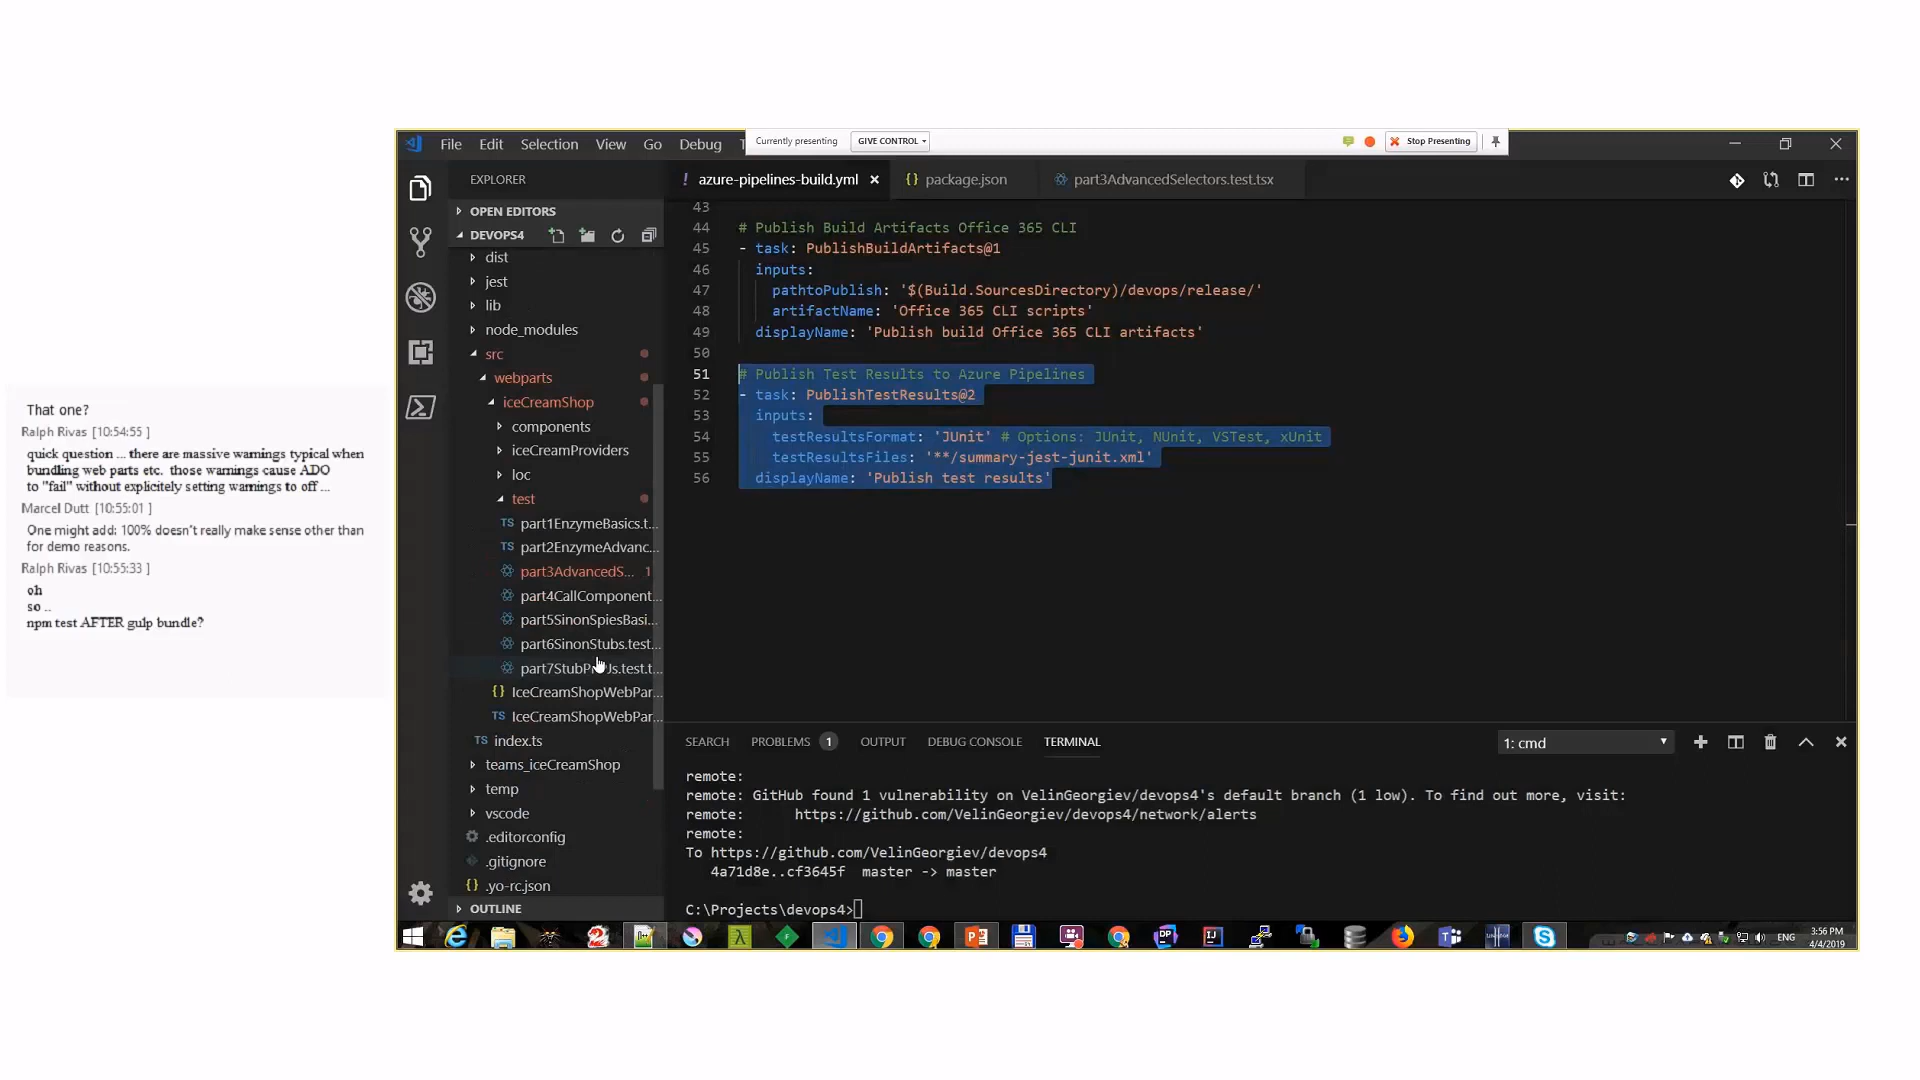 That one?
Ralph Rivas [10:54:55 ]
quick question ... there are massive warnings typical when
bundling web parts etc.  those warnings cause ADO
to "fail" without explicitely setting warnings to off ...
Marcel Dutt [10:55:01 ]
One might add: 100% doesn't really make sense other than
for demo reasons.
Ralph Rivas [10:55:33 ]
oh
so ..
npm test AFTER gulp bundle?
File Edit Selection View Go Debug
Currently presenting GIVE CONTROL
Stop Presenting
EXPLORER
OPEN EDITORS
DEVOPS4
dist
jest
lib
node_modules
src
webparts
iceCreamShop
components
iceCreamProviders
loc
test
TS part1EnzymeBasics.t...
TS part2EnzymeAdvanc...
part3AdvancedS... 1
part4CallComponent...
part5SinonSpiesBasi...
part6SinonStubs.test...
{} IceCreamShopWebPar...
TS IceCreamShopWebPar...
TS index.ts
teams_iceCreamShop
temp
vscode
.editorconfig
.gitignore
{} .yo-rc.json
OUTLINE
! azure-pipelines-build.yml
{} package.json
part3AdvancedSelectors.test.tsx
43
44 # Publish Build Artifacts Office 365 CLI
45 - task: PublishBuildArtifacts@1
46 inputs:
47 pathtoPublish: '$(Build.SourcesDirectory)/devops/release/'
48 artifactName: 'Office 365 CLI scripts'
49 displayName: 'Publish build Office 365 CLI artifacts'
50
51 # Publish Test Results to Azure Pipelines
52 - task: PublishTestResults@2
53 inputs:
54 testResultsFormat: 'JUnit' # Options: JUnit, NUnit, VSTest, xUnit
55 testResultsFiles: '**/summary-jest-junit.xml'
56 displayName: 'Publish test results'
SEARCH PROBLEMS 1 OUTPUT DEBUG CONSOLE TERMINAL
1: cmd
remote:
remote: GitHub found 1 vulnerability on VelinGeorgiev/devops4's default branch (1 low). To find out more, visit:
remote:      https://github.com/VelinGeorgiev/devops4/network/alerts
remote:
To https://github.com/VelinGeorgiev/devops4
4a71d8e..cf3645f  master -> master
C:\Projects\devops4>
ENG
3:56 PM
4/4/2019